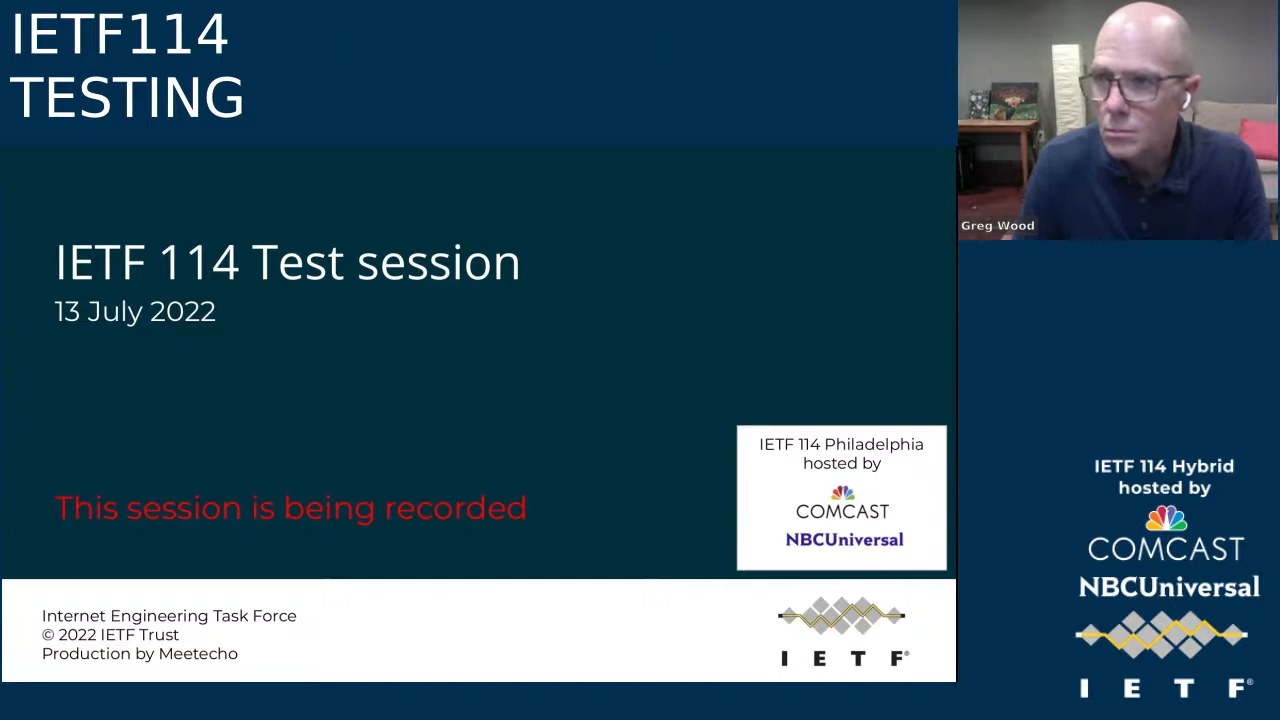 IETF114
TESTING
Greg Wood
IETF 114 Test session
13 July 2022
This session is being recorded
IETF 114 Philadelphia
hosted by
COMCAST
NBCUniversal
Internet Engineering Task Force
© 2022 IETF Trust
Production by Meetecho
I E T F®
IETF 114 Hybrid
hosted by
COMCAST
NBCUniversal
I E T F®